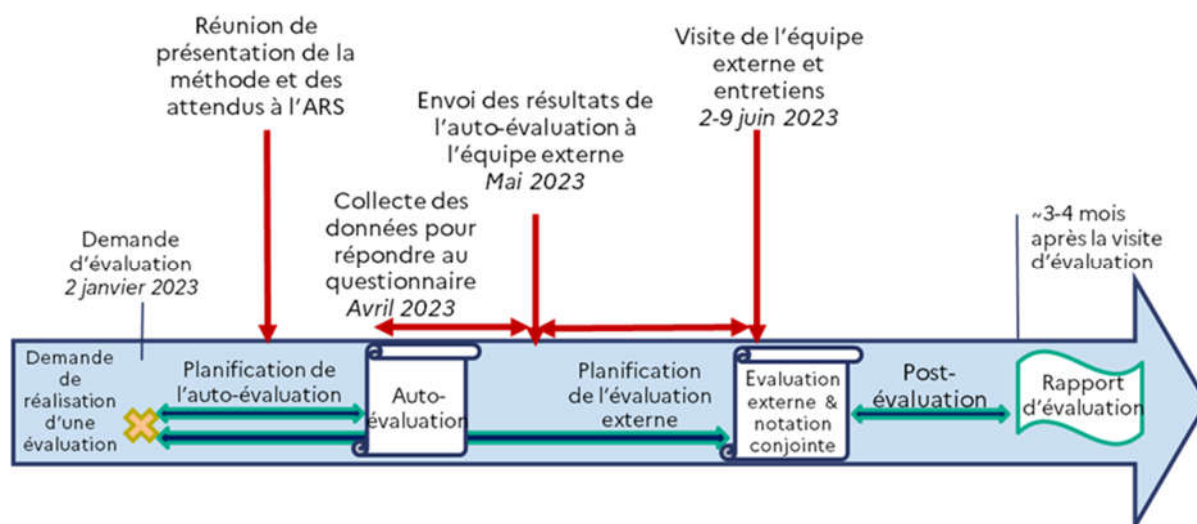 Réunion de
présentation de la
méthode et des
attendus à l'ARS
Envoi des résultats de
l'auto-évaluation à
l'équipe externe
Mai 2023
Visite de l'équipe
externe et
entretiens
2-9 juin 2023
Collecte des
données pour
répondre au
questionnaire
Avril 2023
Demande
d'évaluation
2 janvier 2023
~3-4 mois
après la visite
d'évaluation
Demande
de
réalisation
d'une
évaluation
Planification de
l'auto-évaluation
Auto-
évaluation
Planification
de l'évaluation
externe
Evaluation
externe &
notation
conjointe
Post-
évaluation
Rapport
d'évaluation